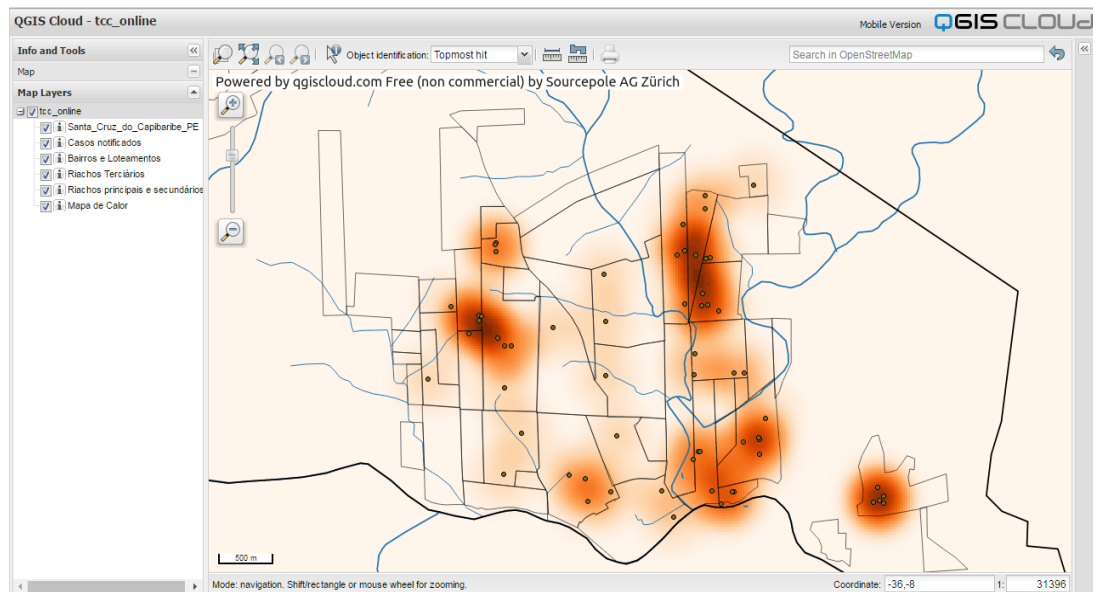 QGIS Cloud - tcc_online
Mobile Version QGIS CLOUD
Info and Tools
Map
Map Layers
tcc_online
Santa_Cruz_do_Capibaribe_PE
Casos notificados
Bairros e Loteamentos
Riachos Terciários
Riachos principais e secundários
Mapa de Calor
Object identification: Topmost hit
Search in OpenStreetMap
Powered by qgiscloud.com Free (non commercial) by Sourcepole AG Zürich
500 m
Mode: navigation. Shift/rectangle or mouse wheel for zooming.
Coordinate: -36,-8
1: 31396